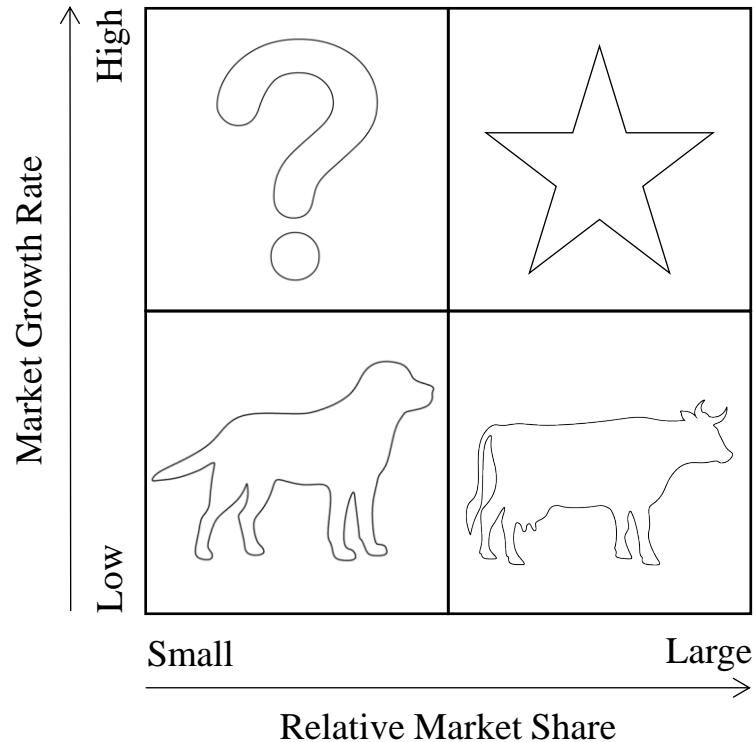 High
Market Growth Rate
Low
Small
Large
Relative Market Share